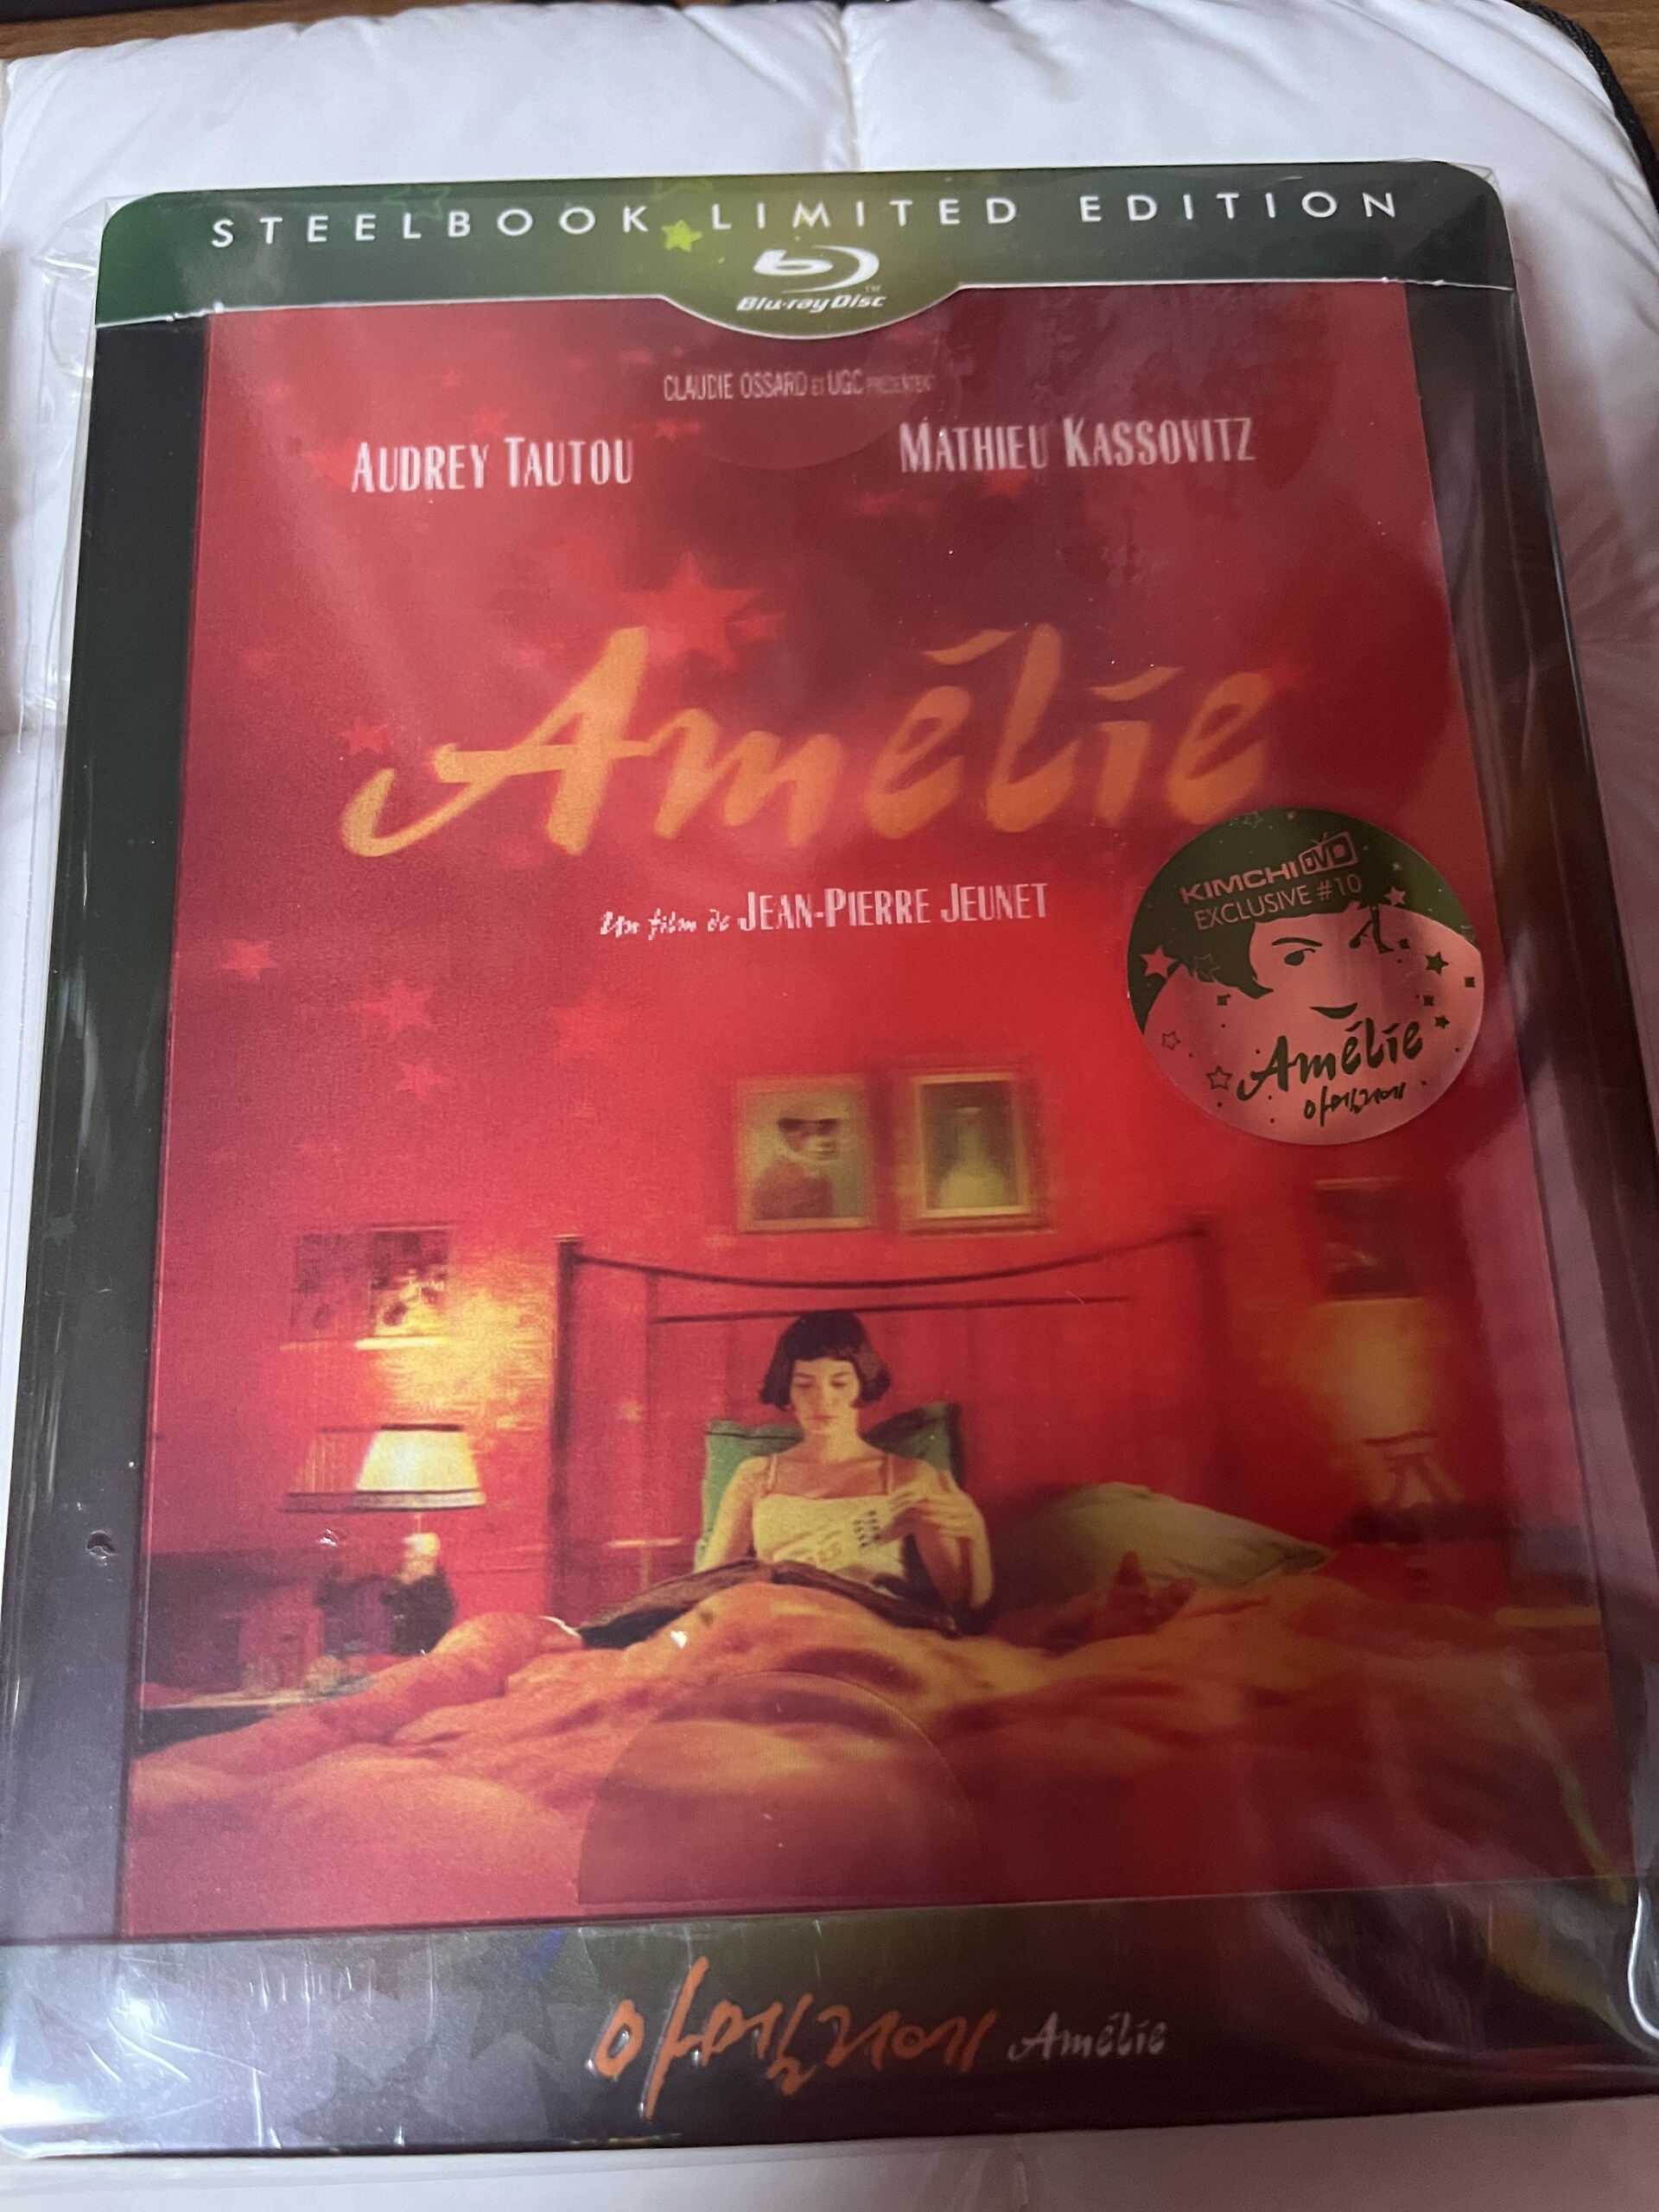 STEELBOOK LIMITED EDITION
Blu-ray Disc™
CLAUDIE OSSARD ET UGC PRÉSENTENT
AUDREY TAUTOU MATHIEU KASSOVITZ
Amélie
Un film de JEAN-PIERRE JEUNET
KIMCHI DVD
EXCLUSIVE #10
Amélie
아멜리에
아멜리에 Amélie